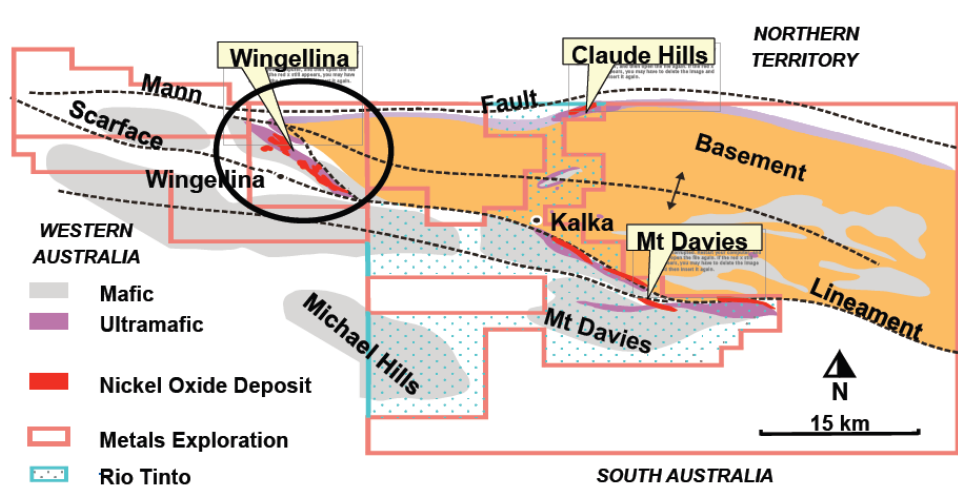 NORTHERN
TERRITORY
Wingellina
Claude Hills
Mann
Fault
Scarface
Basement
Wingellina
Kalka
WESTERN
AUSTRALIA
Mt Davies
Mafic
Ultramafic
Lineament
Michael Hills
Mt Davies
Nickel Oxide Deposit
N
15 km
Metals Exploration
Rio Tinto
SOUTH AUSTRALIA